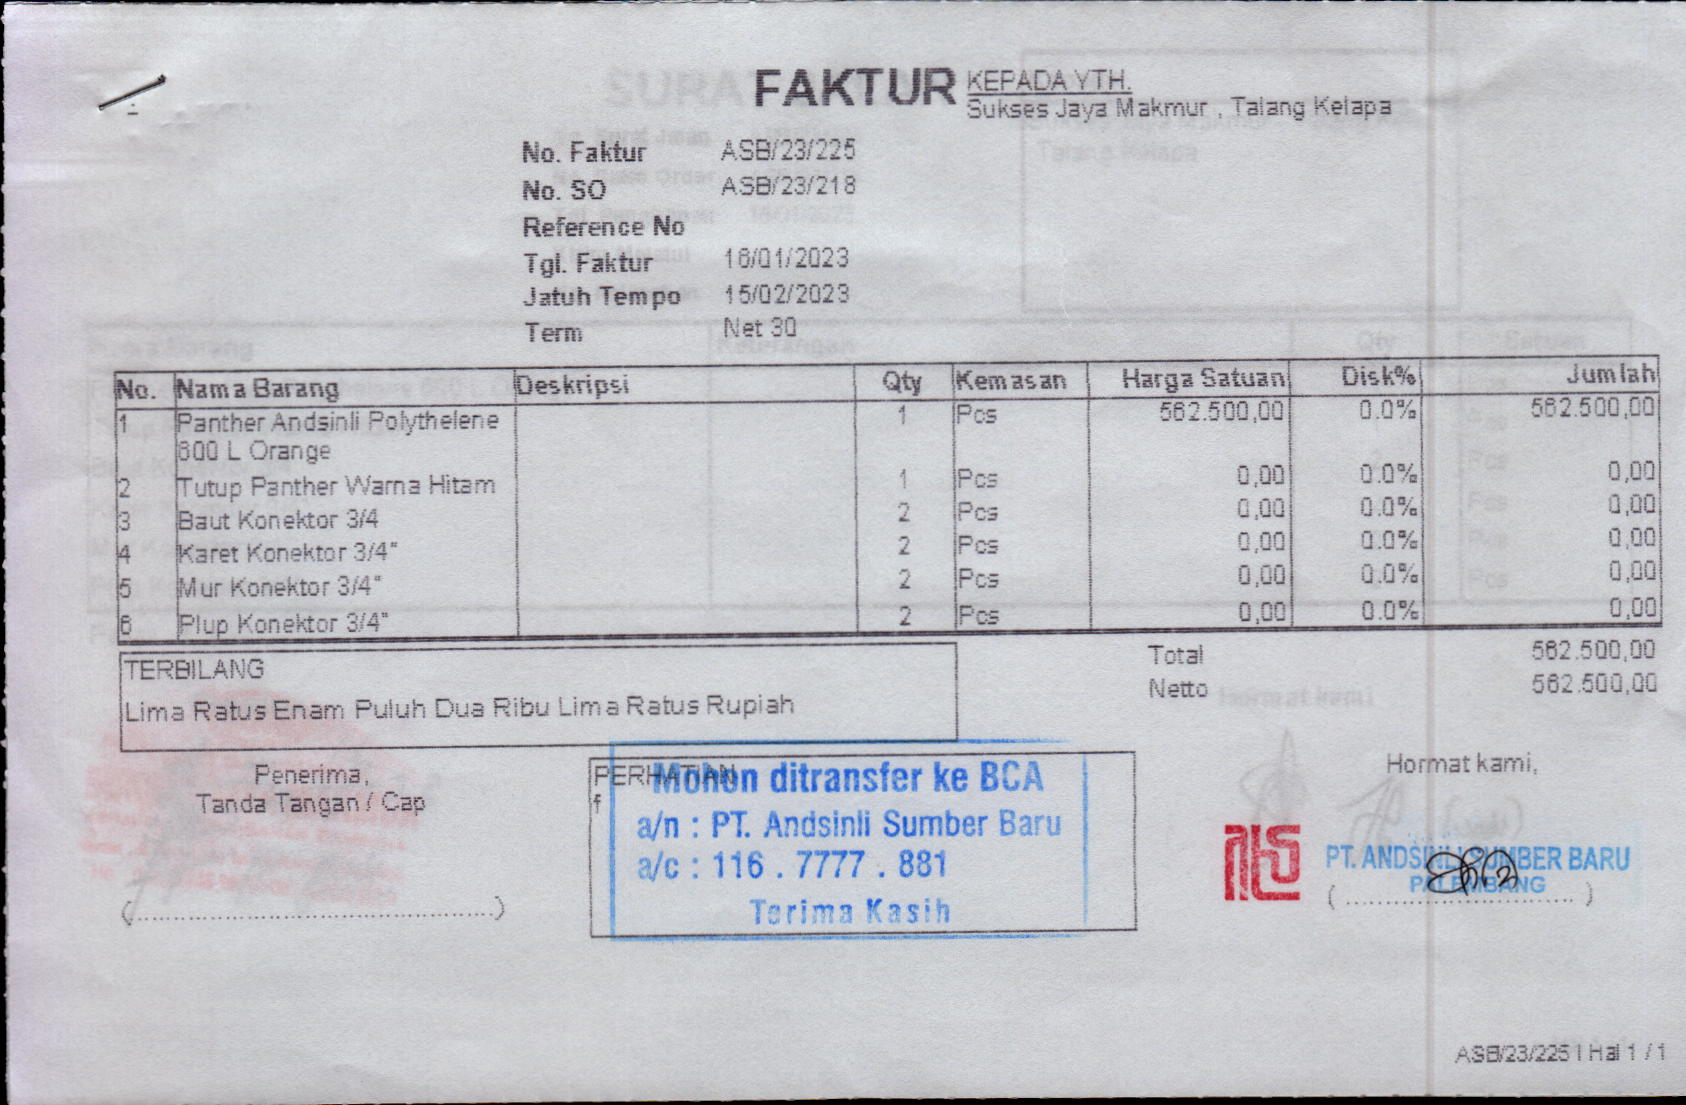 FAKTUR
KEPADA YTH.
Sukses Jaya Makmur , Talang Kelapa
No. Faktur ASB/23/225
No. SO ASB/23/218
Reference No
Tgl. Faktur 16/01/2023
Jatuh Tempo 15/02/2023
Term Net 30
No. Nama Barang Deskripsi Qty Kemasan Harga Satuan Disk% Jumlah
1 Panther Andsinli Polythelene 1 Pcs 562.500,00 0.0% 562.500,00
600 L Orange
2 Tutup Panther Warna Hitam 1 Pcs 0,00 0.0% 0,00
3 Baut Konektor 3/4 2 Pcs 0,00 0.0% 0,00
4 Karet Konektor 3/4" 2 Pcs 0,00 0.0% 0,00
5 Mur Konektor 3/4" 2 Pcs 0,00 0.0% 0,00
6 Plup Konektor 3/4" 2 Pcs 0,00 0.0% 0,00
Total 562.500,00
Netto 562.500,00
TERBILANG
Lima Ratus Enam Puluh Dua Ribu Lima Ratus Rupiah
Penerima,
Tanda Tangan / Cap
(...............................................)
PERHATIAN
f
Mohon ditransfer ke BCA
a/n : PT. Andsinli Sumber Baru
a/c : 116 . 7777 . 881
Terima Kasih
Hormat kami,
PT. ANDSINLI SUMBER BARU
PALEMBANG
(..............................)
ASB/23/225 | Hal 1 / 1